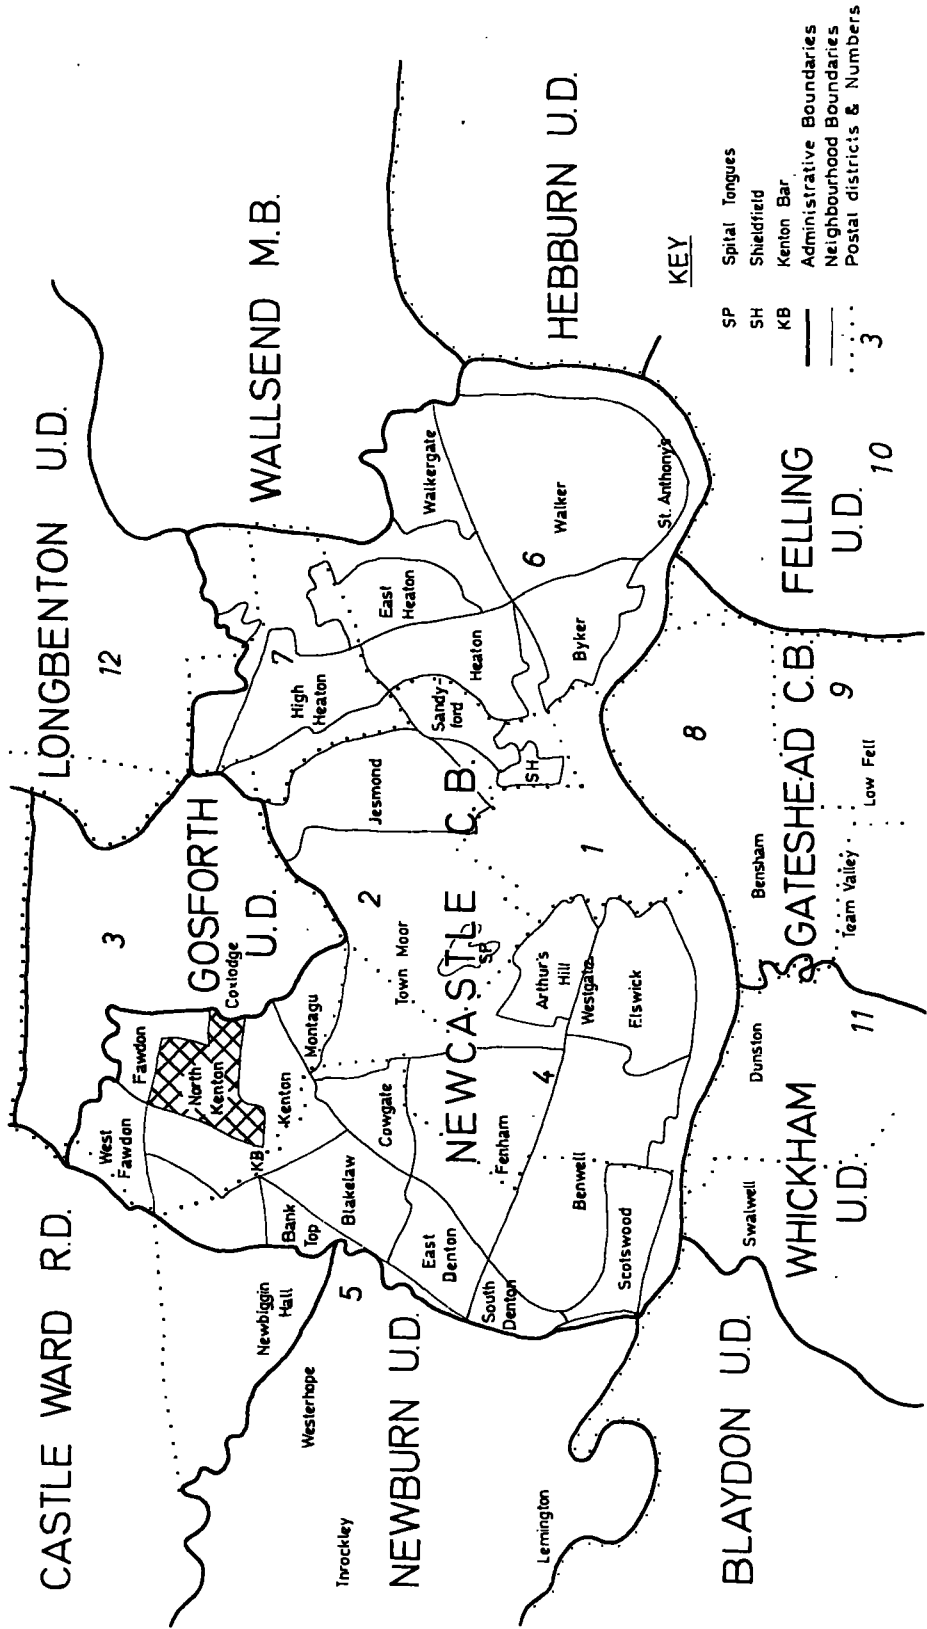 CASTLE WARD R.D.
LONGBENTON U.D.
12
WALLSEND M.B.
HEBBURN U.D.
GOSFORTH
U.D.
3
Coxlodge
Fawdon
West
Fawdon
North
Kenton
Kenton
KB
Bank
Top
Blakelaw
Montagu
Cowgate
Newbiggin
Hall
Westerhope
5
NEWBURN U.D.
Throckley
Lemington
East
Denton
South
Denton
NEWCASTLE C.B.
Town Moor
2
Jesmond
High
Heaton
7
East
Heaton
Heaton
Sandy-
ford
SH
SP
Walkergate
Walker
6
St. Anthony's
Byker
Fenham
4
Arthur's
Hill
Westgate
Elswick
Benwell
Scotswood
1
BLAYDON U.D.
Swalwell
WHICKHAM
U.D.
11
Dunston
Bensham
GATESHEAD C.B.
Team Valley
Low Fell
8
9
FELLING
U.D.
10
KEY
SP Spital Tongues
SH Shieldfield
KB Kenton Bar
Administrative Boundaries
Neighbourhood Boundaries
3 Postal districts & Numbers